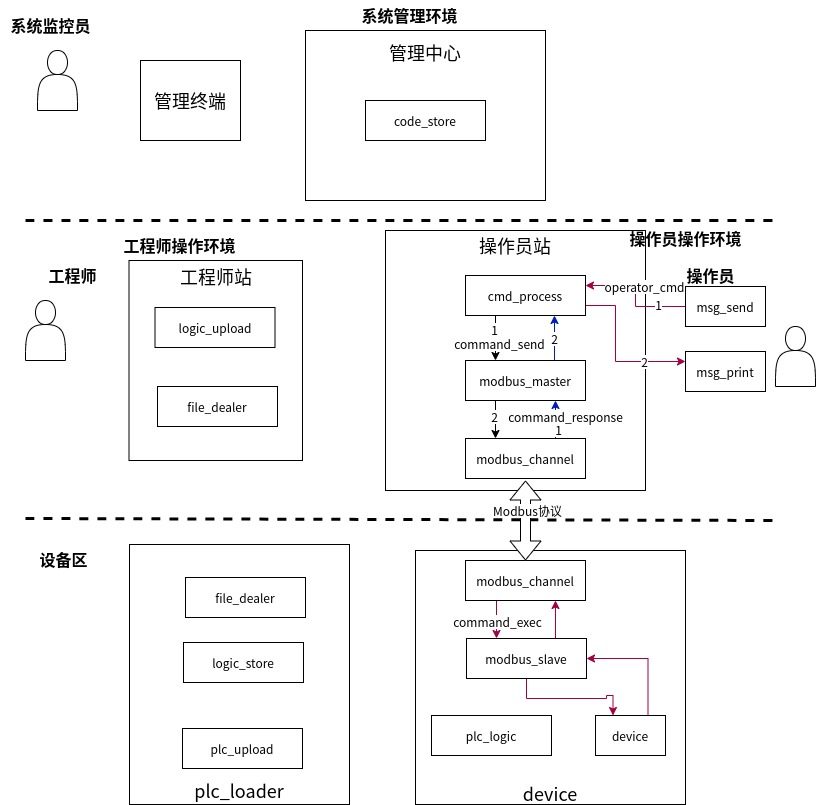 系统管理环境
系统监控员
管理中心
管理终端
code_store
操作员操作环境
工程师操作环境
操作员站
工程师
工程师站
操作员
operator_cmd
cmd_process
1
msg_send
logic_upload
1
2
command_send
2
msg_print
modbus_master
file_dealer
2
command_response
1
modbus_channel
Modbus协议
设备区
modbus_channel
file_dealer
command_exec
logic_store
modbus_slave
plc_logic
device
plc_upload
plc_loader
device